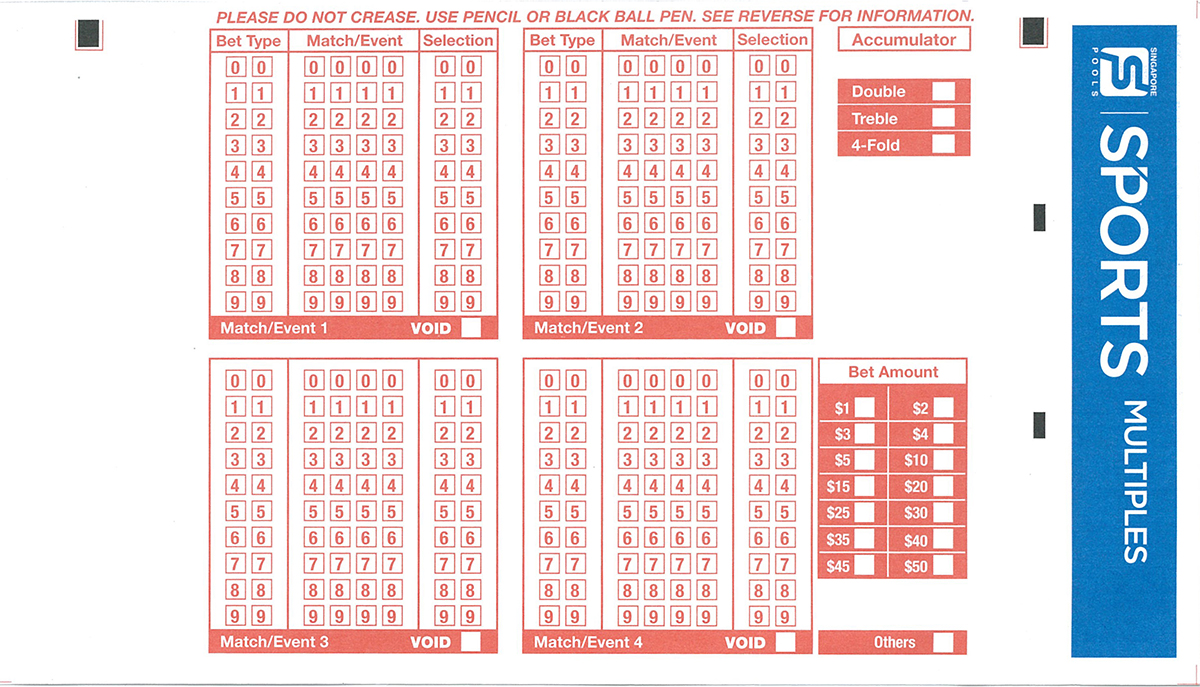 PLEASE DO NOT CREASE. USE PENCIL OR BLACK BALL PEN. SEE REVERSE FOR INFORMATION.
Bet Type Match/Event Selection Bet Type Match/Event Selection Accumulator
0 0 0 0 0 0 0 0 0 0 0 0 0 0 0 0
1 1 1 1 1 1 1 1 1 1 1 1 1 1 1 1 Double
2 2 2 2 2 2 2 2 2 2 2 2 2 2 2 2 Treble
3 3 3 3 3 3 3 3 3 3 3 3 3 3 3 3 4-Fold
4 4 4 4 4 4 4 4 4 4 4 4 4 4 4 4
5 5 5 5 5 5 5 5 5 5 5 5 5 5 5 5
6 6 6 6 6 6 6 6 6 6 6 6 6 6 6 6
7 7 7 7 7 7 7 7 7 7 7 7 7 7 7 7
8 8 8 8 8 8 8 8 8 8 8 8 8 8 8 8
9 9 9 9 9 9 9 9 9 9 9 9 9 9 9 9
Match/Event 1 VOID Match/Event 2 VOID
Bet Amount
0 0 0 0 0 0 0 0 0 0 0 0 0 0 0 0
1 1 1 1 1 1 1 1 1 1 1 1 1 1 1 1 $1 $2
2 2 2 2 2 2 2 2 2 2 2 2 2 2 2 2 $3 $4
3 3 3 3 3 3 3 3 3 3 3 3 3 3 3 3 $5 $10
4 4 4 4 4 4 4 4 4 4 4 4 4 4 4 4 $15 $20
5 5 5 5 5 5 5 5 5 5 5 5 5 5 5 5 $25 $30
6 6 6 6 6 6 6 6 6 6 6 6 6 6 6 6 $35 $40
7 7 7 7 7 7 7 7 7 7 7 7 7 7 7 7 $45 $50
8 8 8 8 8 8 8 8 8 8 8 8 8 8 8 8
9 9 9 9 9 9 9 9 9 9 9 9 9 9 9 9
Match/Event 3 VOID Match/Event 4 VOID Others
SINGAPORE
POOLS
SPORTS MULTIPLES